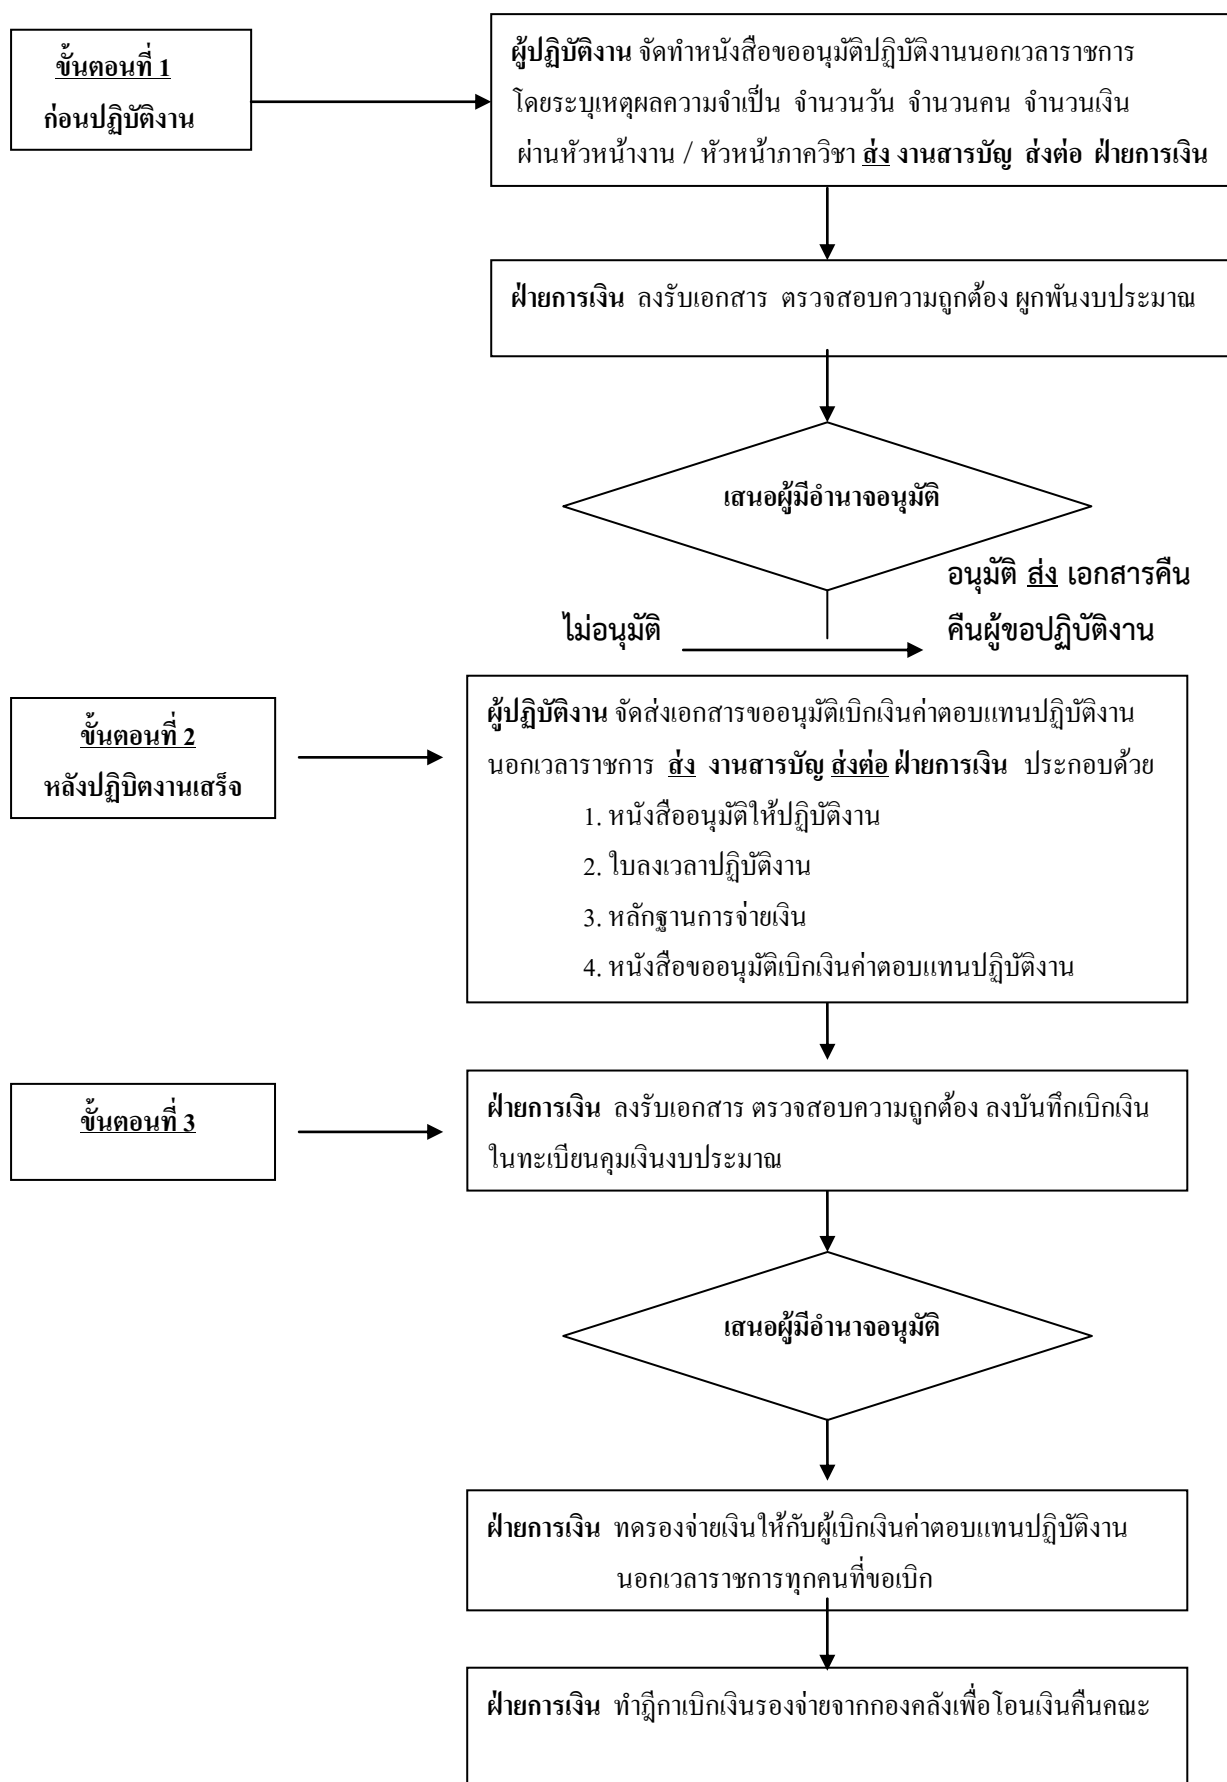 ขั้นตอนที่ 1
ก่อนปฏิบัติงาน
ผู้ปฏิบัติงาน จัดทำหนังสือขออนุมัติปฏิบัติงานนอกเวลาราชการ
โดยระบุเหตุผลความจำเป็น จำนวนวัน จำนวนคน จำนวนเงิน
ผ่านหัวหน้างาน / หัวหน้าภาควิชา ส่ง งานสารบัญ ส่งต่อ ฝ่ายการเงิน
ฝ่ายการเงิน ลงรับเอกสาร ตรวจสอบความถูกต้อง ผูกพันงบประมาณ
เสนอผู้มีอำนาจอนุมัติ
อนุมัติ ส่ง เอกสารคืน
ไม่อนุมัติ
คืนผู้ขอปฏิบัติงาน
ขั้นตอนที่ 2
หลังปฏิบิตงานเสร็จ
ผู้ปฏิบัติงาน จัดส่งเอกสารขออนุมัติเบิกเงินค่าตอบแทนปฏิบัติงาน
นอกเวลาราชการ ส่ง งานสารบัญ ส่งต่อ ฝ่ายการเงิน ประกอบด้วย
1. หนังสืออนุมัติให้ปฏิบัติงาน
2. ใบลงเวลาปฏิบัติงาน
3. หลักฐานการจ่ายเงิน
4. หนังสือขออนุมัติเบิกเงินค่าตอบแทนปฏิบัติงาน
ขั้นตอนที่ 3
ฝ่ายการเงิน ลงรับเอกสาร ตรวจสอบความถูกต้อง ลงบันทึกเบิกเงิน
ในทะเบียนคุมเงินงบประมาณ
เสนอผู้มีอำนาจอนุมัติ
ฝ่ายการเงิน ทดรองจ่ายเงินให้กับผู้เบิกเงินค่าตอบแทนปฏิบัติงาน
นอกเวลาราชการทุกคนที่ขอเบิก
ฝ่ายการเงิน ทำฎีกาเบิกเงินรองจ่ายจากกองคลังเพื่อโอนเงินคืนคณะ